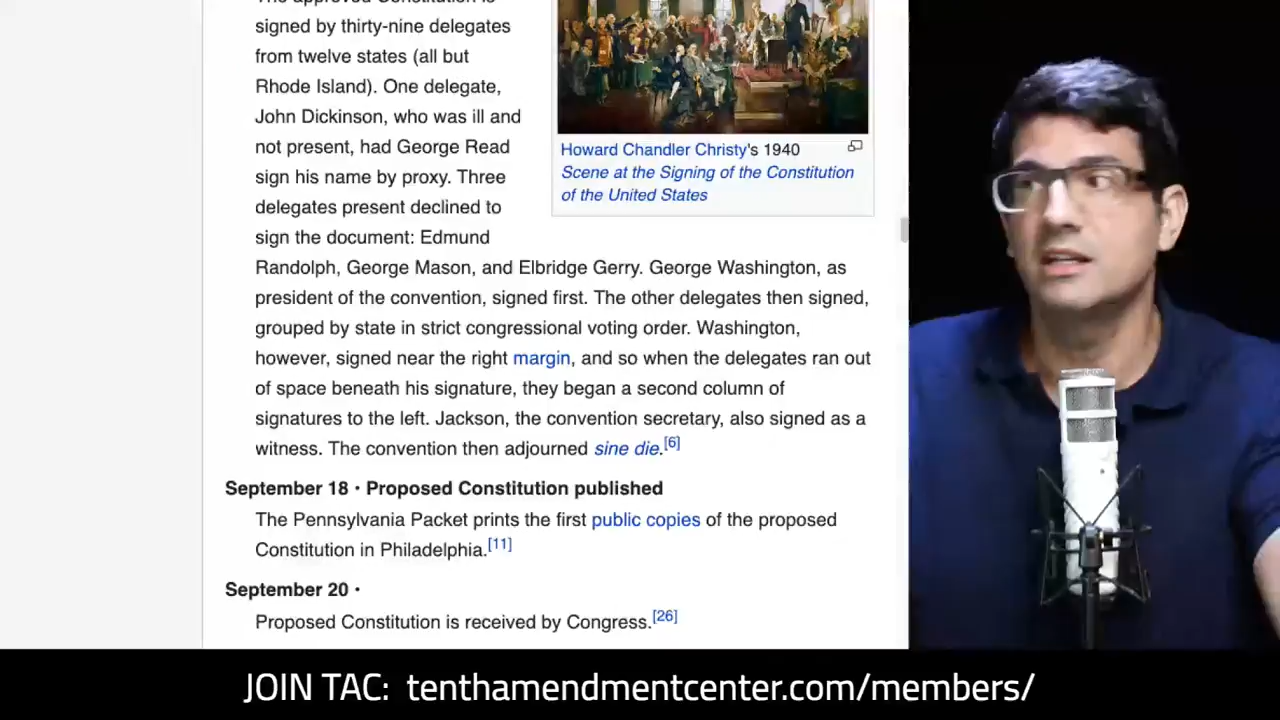 The approved Constitution is
signed by thirty-nine delegates
from twelve states (all but
Rhode Island). One delegate,
John Dickinson, who was ill and
not present, had George Read
sign his name by proxy. Three
delegates present declined to
sign the document: Edmund
Randolph, George Mason, and Elbridge Gerry. George Washington, as
president of the convention, signed first. The other delegates then signed,
grouped by state in strict congressional voting order. Washington,
however, signed near the right margin, and so when the delegates ran out
of space beneath his signature, they began a second column of
signatures to the left. Jackson, the convention secretary, also signed as a
witness. The convention then adjourned sine die.[6]
Howard Chandler Christy's 1940
Scene at the Signing of the Constitution
of the United States
September 18 · Proposed Constitution published
The Pennsylvania Packet prints the first public copies of the proposed
Constitution in Philadelphia.[11]
September 20 ·
Proposed Constitution is received by Congress.[26]
JOIN TAC: tenthamendmentcenter.com/members/